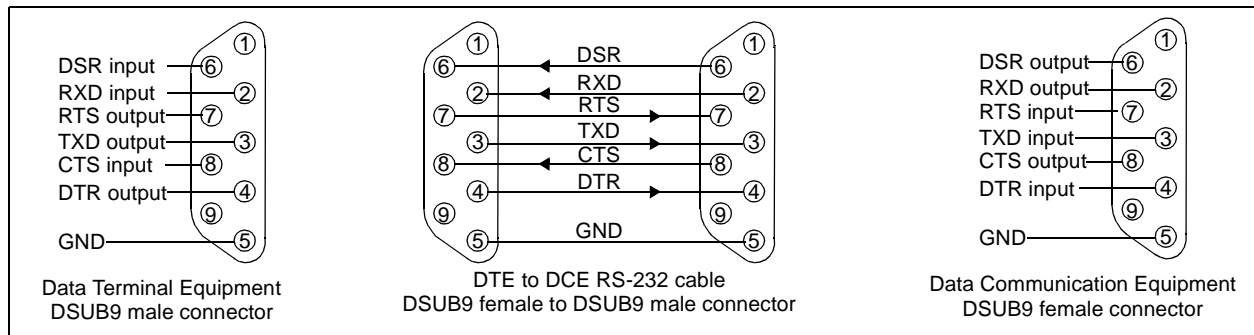 1
DSR input 6
RXD input 2
RTS output 7
TXD output 3
CTS input 8
DTR output 4
9
GND 5
Data Terminal Equipment
DSUB9 male connector
1 1
6 DSR 6
2 RXD 2
7 RTS 7
3 TXD 3
8 CTS 8
4 DTR 4
9 9
5 GND 5
DTE to DCE RS-232 cable
DSUB9 female to DSUB9 male connector
1
DSR output 6
RXD output 2
RTS input 7
TXD input 3
CTS output 8
DTR input 4
9
GND 5
Data Communication Equipment
DSUB9 female connector